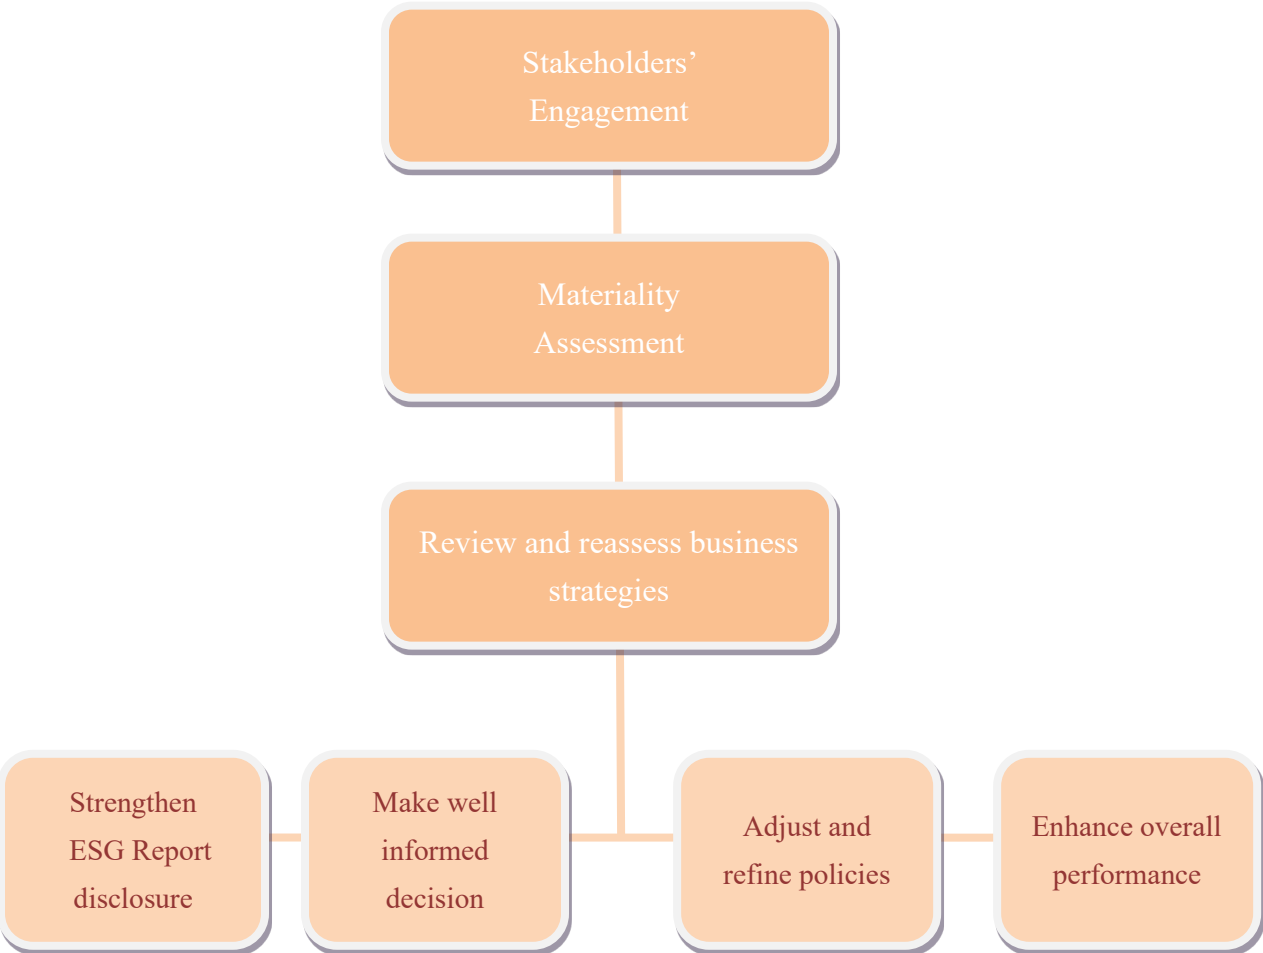 Stakeholders’
Engagement
Materiality
Assessment
Review and reassess business
strategies
Strengthen
ESG Report
disclosure
Make well
informed
decision
Adjust and
refine policies
Enhance overall
performance